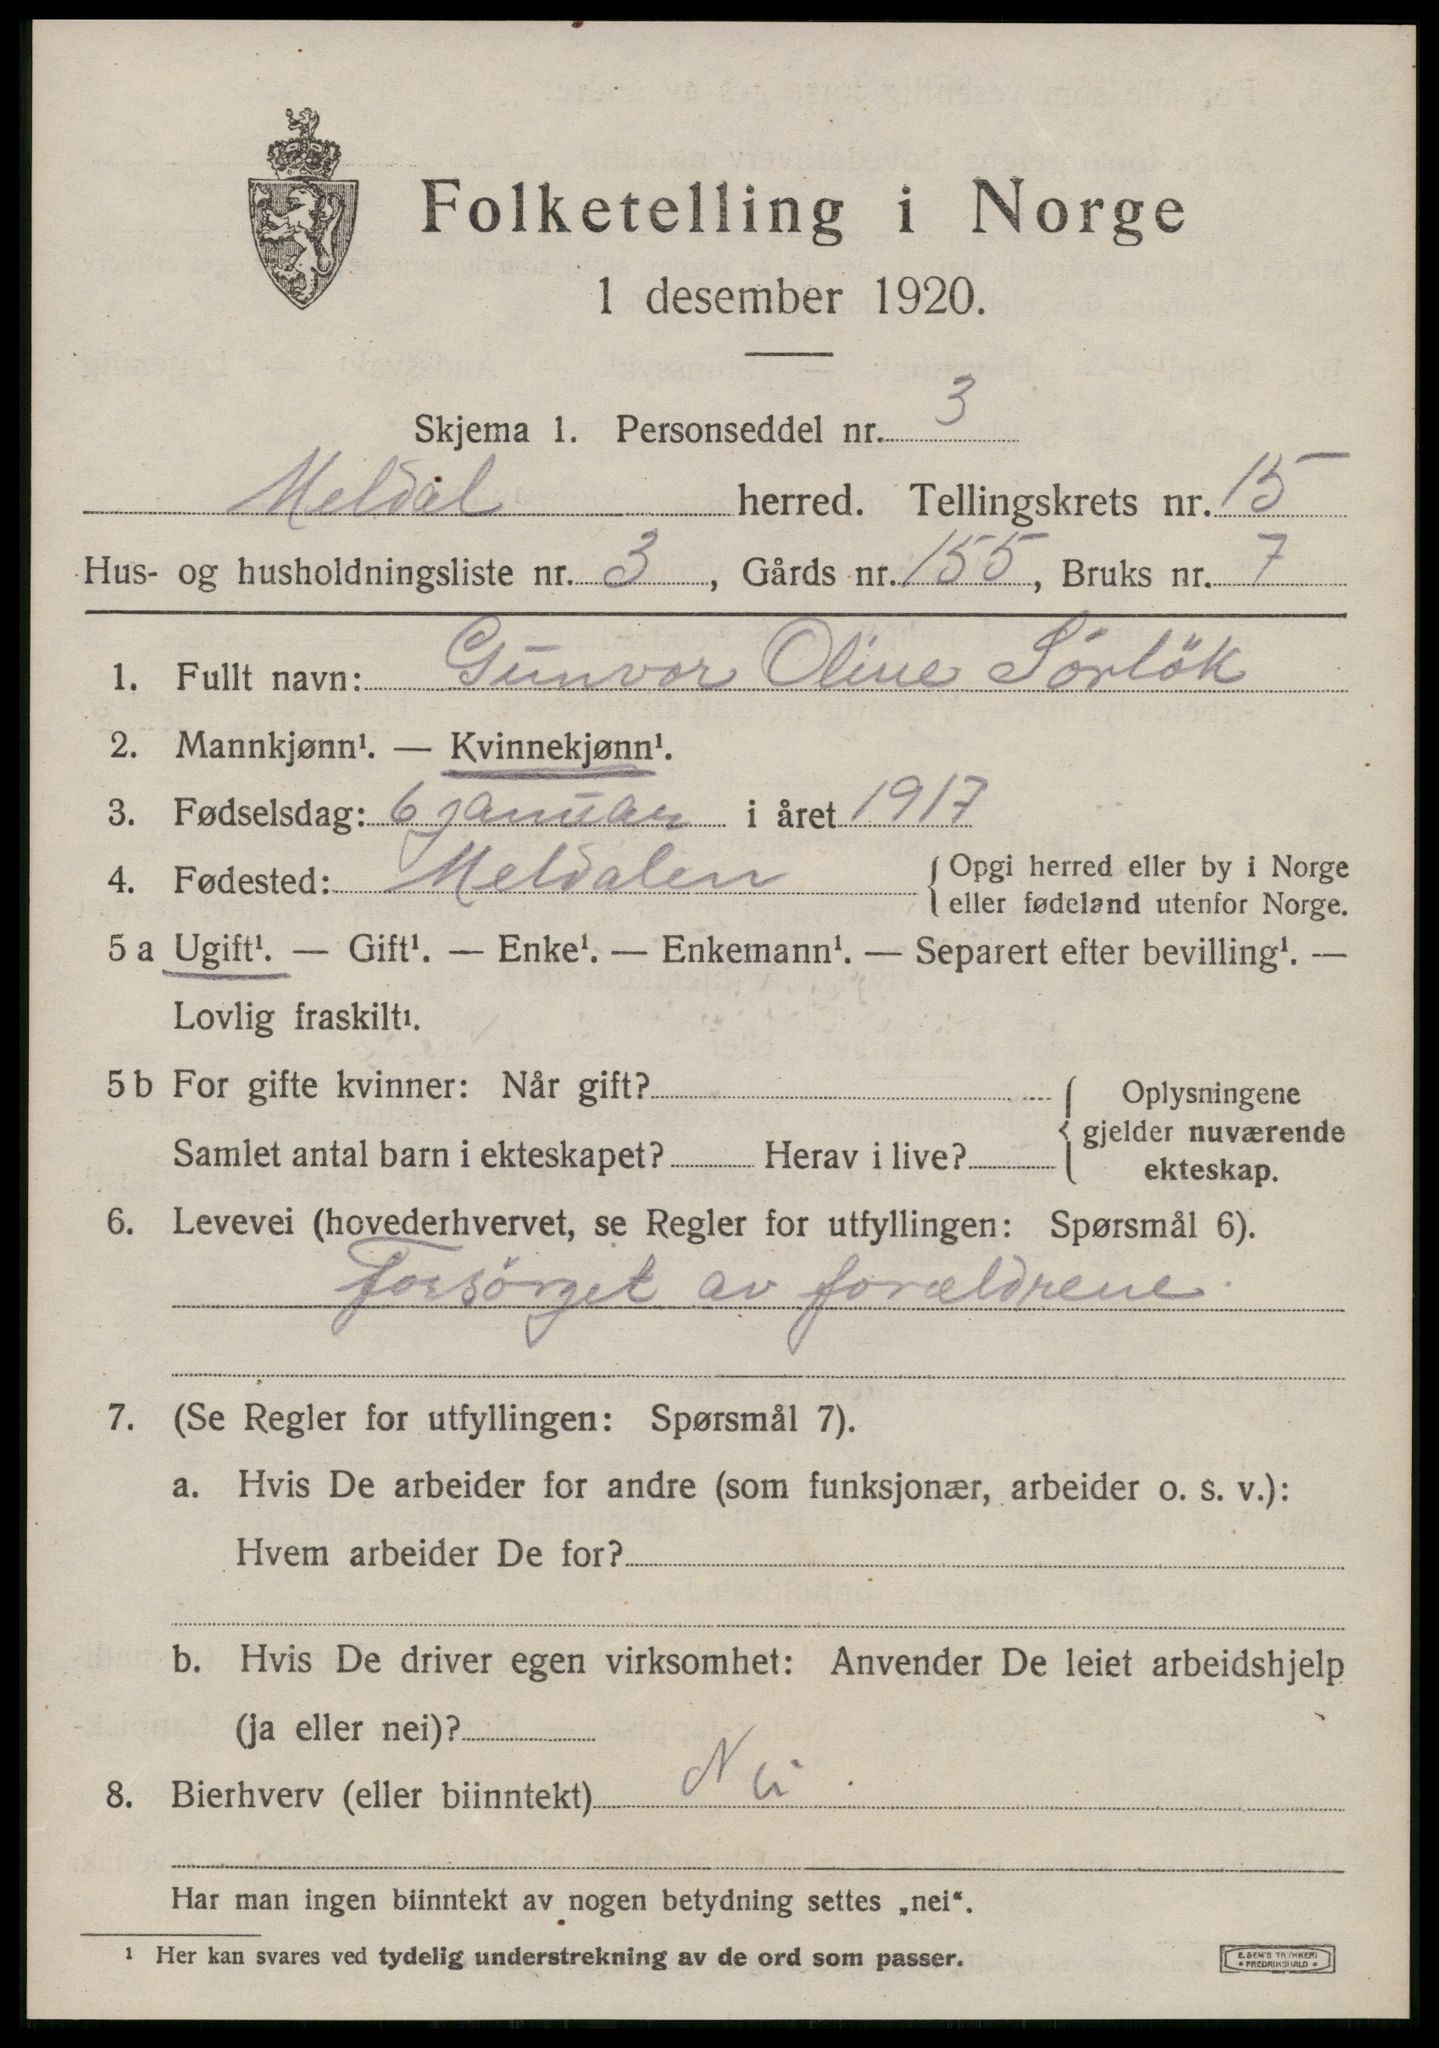 Folketelling i Norge
1 desember 1920.
Skjema 1. Personseddel nr. 3
Meldal herred. Tellingskrets nr. 15
Hus- og husholdningsliste nr. 3, Gårds nr. 155, Bruks nr. 7
1. Fullt navn: Gunvor Oline Sörlök
2. Mannkjønn¹. — Kvinnekjønn¹.
3. Fødselsdag: 6 januar i året 1917
4. Fødested: Meldalen { Opgi herred eller by i Norge
eller fødeland utenfor Norge.
5 a Ugift¹. — Gift¹. — Enke¹. — Enkemann¹. — Separert efter bevilling¹. —
Lovlig fraskilt¹.
5 b For gifte kvinner: Når gift? { Oplysningene
gjelder nuværende
Samlet antal barn i ekteskapet? Herav i live? ekteskap.
6. Levevei (hovederhvervet, se Regler for utfyllingen: Spørsmål 6).
Forsörget av forældrene
7. (Se Regler for utfyllingen: Spørsmål 7).
a. Hvis De arbeider for andre (som funksjonær, arbeider o. s. v.):
Hvem arbeider De for?
b. Hvis De driver egen virksomhet: Anvender De leiet arbeidshjelp
(ja eller nei)?
8. Bierhverv (eller biinntekt) Nei
Har man ingen biinntekt av nogen betydning settes „nei“.
¹ Her kan svares ved tydelig understrekning av de ord som passer.
E. SEM'S TRYKKERI
FREDRIKSHALD